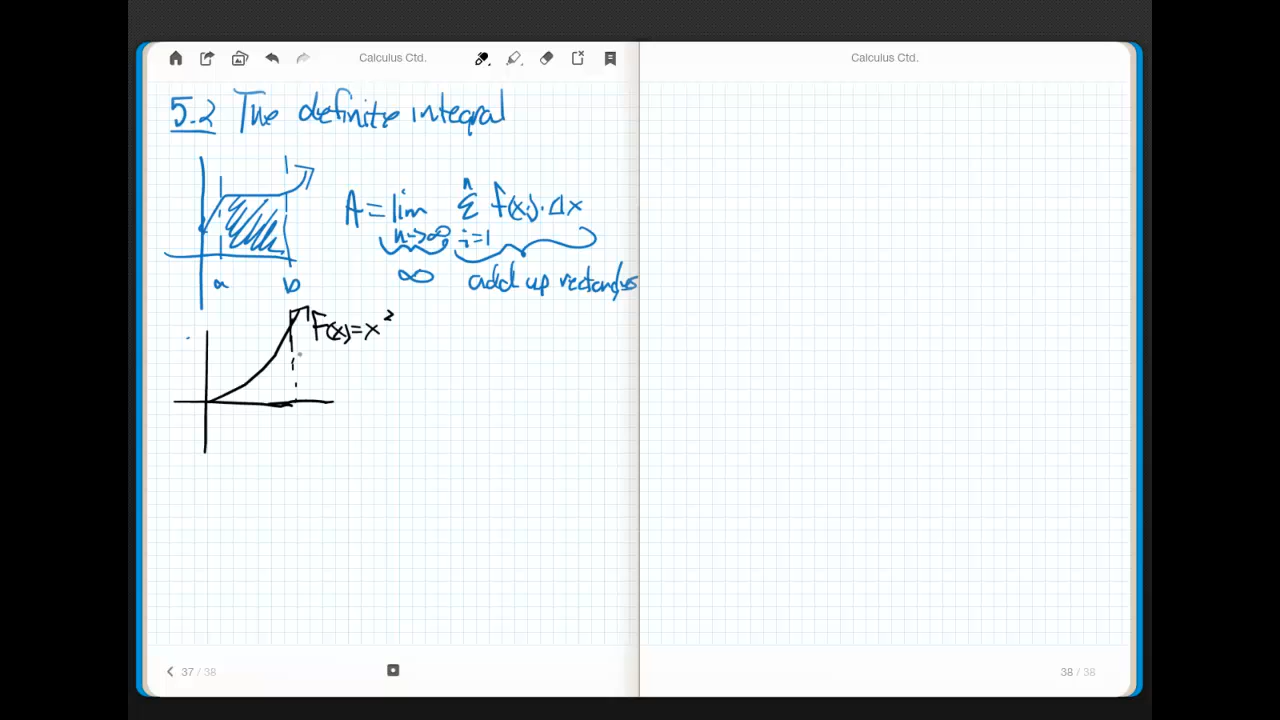 Calculus Ctd.
Calculus Ctd.
5.2 The definite integral
A = lim Σ f(xᵢ)·Δx
n→∞ i=1
n
∞ add up rectangles
a b
f(x)=x²
37 / 38
38 / 38